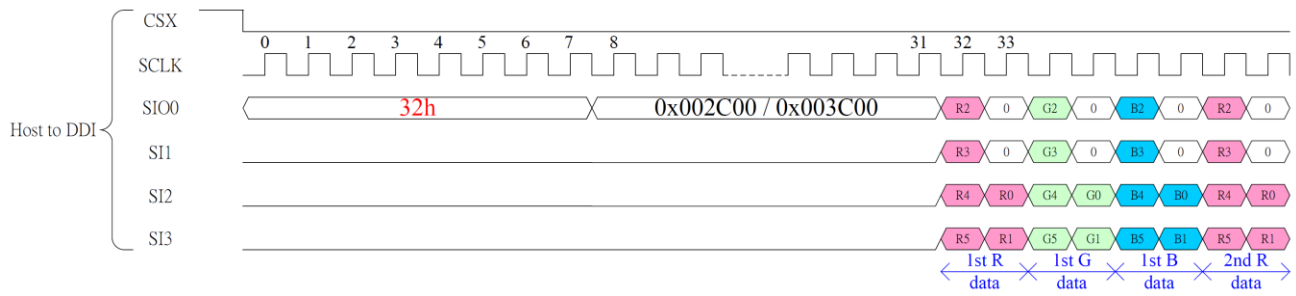 CSX
0 1 2 3 4 5 6 7 8 31 32 33
SCLK
SIO0 32h 0x002C00 / 0x003C00 R2 0 G2 0 B2 0 R2 0
Host to DDI
SI1 R3 0 G3 0 B3 0 R3 0
SI2 R4 R0 G4 G0 B4 B0 R4 R0
SI3 R5 R1 G5 G1 B5 B1 R5 R1
1st R 1st G 1st B 2nd R
data data data data